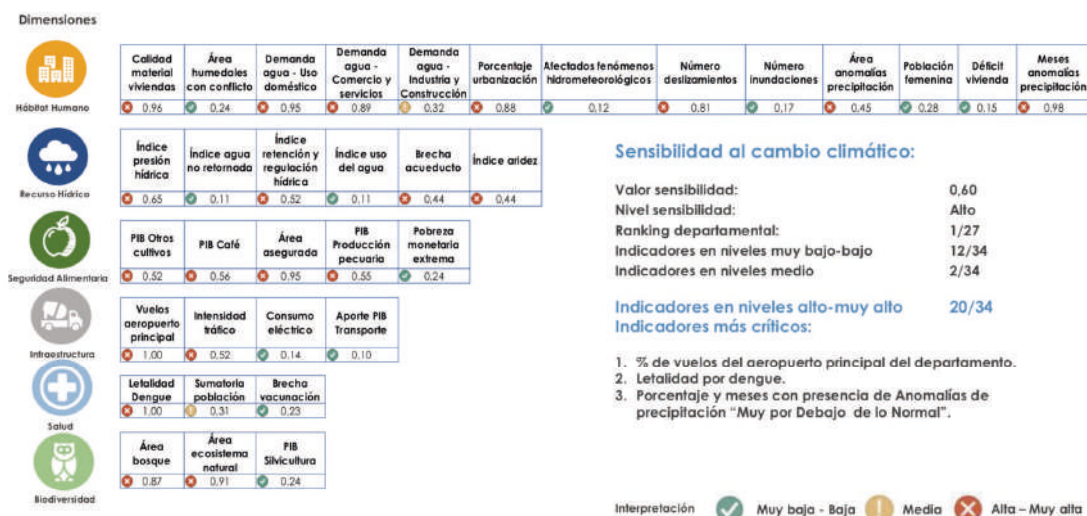 Dimensiones
Hábitat Humano
Calidad material viviendas
Área humedales con conflicto
Demanda agua - Uso doméstico
Demanda agua - Comercio y servicios
Demanda agua - Industria y Construcción
Porcentaje urbanización
Afectados fenómenos hidrometeorológicos
Número deslizamientos
Número inundaciones
Área anomalías precipitación
Población femenina
Déficit vivienda
Meses anomalías precipitación
0,96 0,24 0,95 0,89 0,32 0,88 0,12 0,81 0,17 0,45 0,28 0,15 0,98
Recurso Hídrico
Índice presión hídrica
Índice agua no retornada
Índice retención y regulación hídrica
Índice uso del agua
Brecha acueducto
Índice aridez
0,65 0,11 0,52 0,11 0,44 0,44
Seguridad Alimentaria
PIB Otros cultivos
PIB Café
Área asegurada
PIB Producción pecuaria
Pobreza monetaria extrema
0,52 0,56 0,95 0,55 0,24
Infraestructura
Vuelos aeropuerto principal
Intensidad tráfico
Consumo eléctrico
Aporte PIB Transporte
1,00 0,52 0,14 0,10
Salud
Letalidad Dengue
Sumatoria población
Brecha vacunación
1,00 0,31 0,23
Biodiversidad
Área bosque
Área ecosistema natural
PIB Silvicultura
0,87 0,91 0,24
Sensibilidad al cambio climático:
Valor sensibilidad: 0,60
Nivel sensibilidad: Alto
Ranking departamental: 1/27
Indicadores en niveles muy bajo-bajo 12/34
Indicadores en niveles medio 2/34
Indicadores en niveles alto-muy alto 20/34
Indicadores más críticos:
1. % de vuelos del aeropuerto principal del departamento.
2. Letalidad por dengue.
3. Porcentaje y meses con presencia de Anomalías de
precipitación "Muy por Debajo de lo Normal".
Interpretación Muy baja - Baja Media Alta – Muy alta